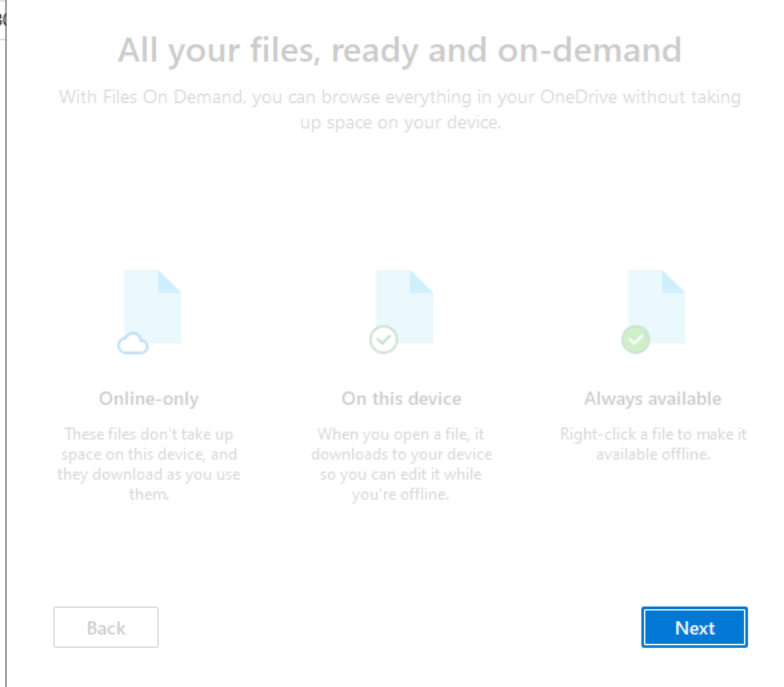 All your files, ready and on-demand
With Files On Demand, you can browse everything in your OneDrive without taking
up space on your device.
Online-only
These files don't take up
space on this device, and
they download as you use
them.
On this device
When you open a file, it
downloads to your device
so you can edit it while
you're offline.
Always available
Right-click a file to make it
available offline.
Back
Next